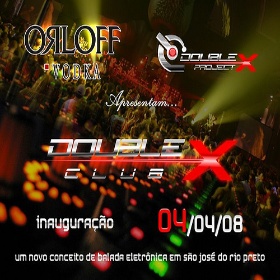 ORLOFF
VODKA
DOUBLE X
PROJECT
Apresentam...
DOUBLE X
CLUB
inauguração 04/04/08
um novo conceito de balada eletrônica em são josé do rio preto